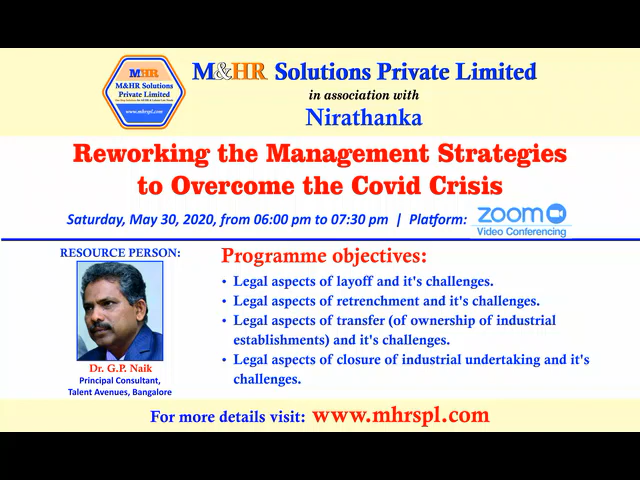 MHR
M&HR Solutions
Private Limited
www.mhrspl.com
M&HR Solutions Private Limited
in association with
Nirathanka
Reworking the Management Strategies
to Overcome the Covid Crisis
Saturday, May 30, 2020, from 06:00 pm to 07:30 pm | Platform:
zoom
Video Conferencing
RESOURCE PERSON:
Dr. G.P. Naik
Principal Consultant,
Talent Avenues, Bangalore
Programme objectives:
• Legal aspects of layoff and it's challenges.
• Legal aspects of retrenchment and it's challenges.
• Legal aspects of transfer (of ownership of industrial
establishments) and it's challenges.
• Legal aspects of closure of industrial undertaking and it's
challenges.
For more details visit: www.mhrspl.com